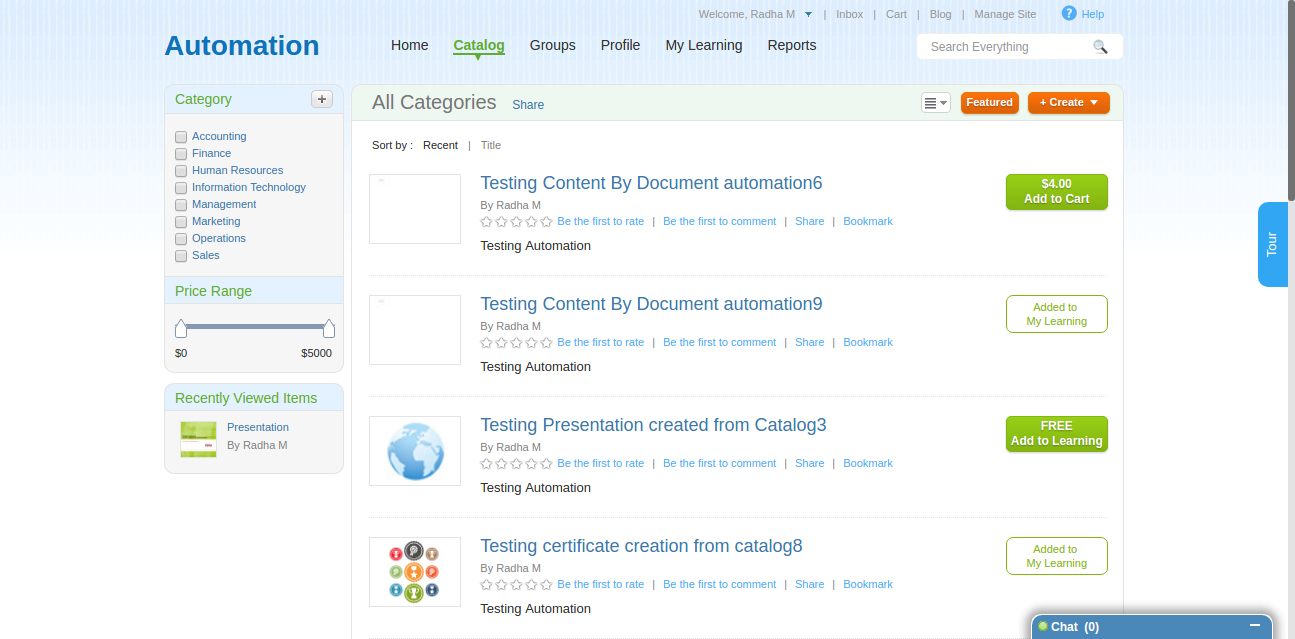 Welcome, Radha M | Inbox | Cart | Blog | Manage Site ? Help
Automation
Home Catalog Groups Profile My Learning Reports
Search Everything
Category +
Accounting
Finance
Human Resources
Information Technology
Management
Marketing
Operations
Sales
Price Range
$0 $5000
Recently Viewed Items
Presentation
By Radha M
All Categories Share
Featured
+ Create
Sort by : Recent | Title
Testing Content By Document automation6
By Radha M
Be the first to rate | Be the first to comment | Share | Bookmark
Testing Automation
$4.00
Add to Cart
Testing Content By Document automation9
By Radha M
Be the first to rate | Be the first to comment | Share | Bookmark
Testing Automation
Added to
My Learning
Testing Presentation created from Catalog3
By Radha M
Be the first to rate | Be the first to comment | Share | Bookmark
Testing Automation
FREE
Add to Learning
Testing certificate creation from catalog8
By Radha M
Be the first to rate | Be the first to comment | Share | Bookmark
Testing Automation
Added to
My Learning
Tour
Chat (0)